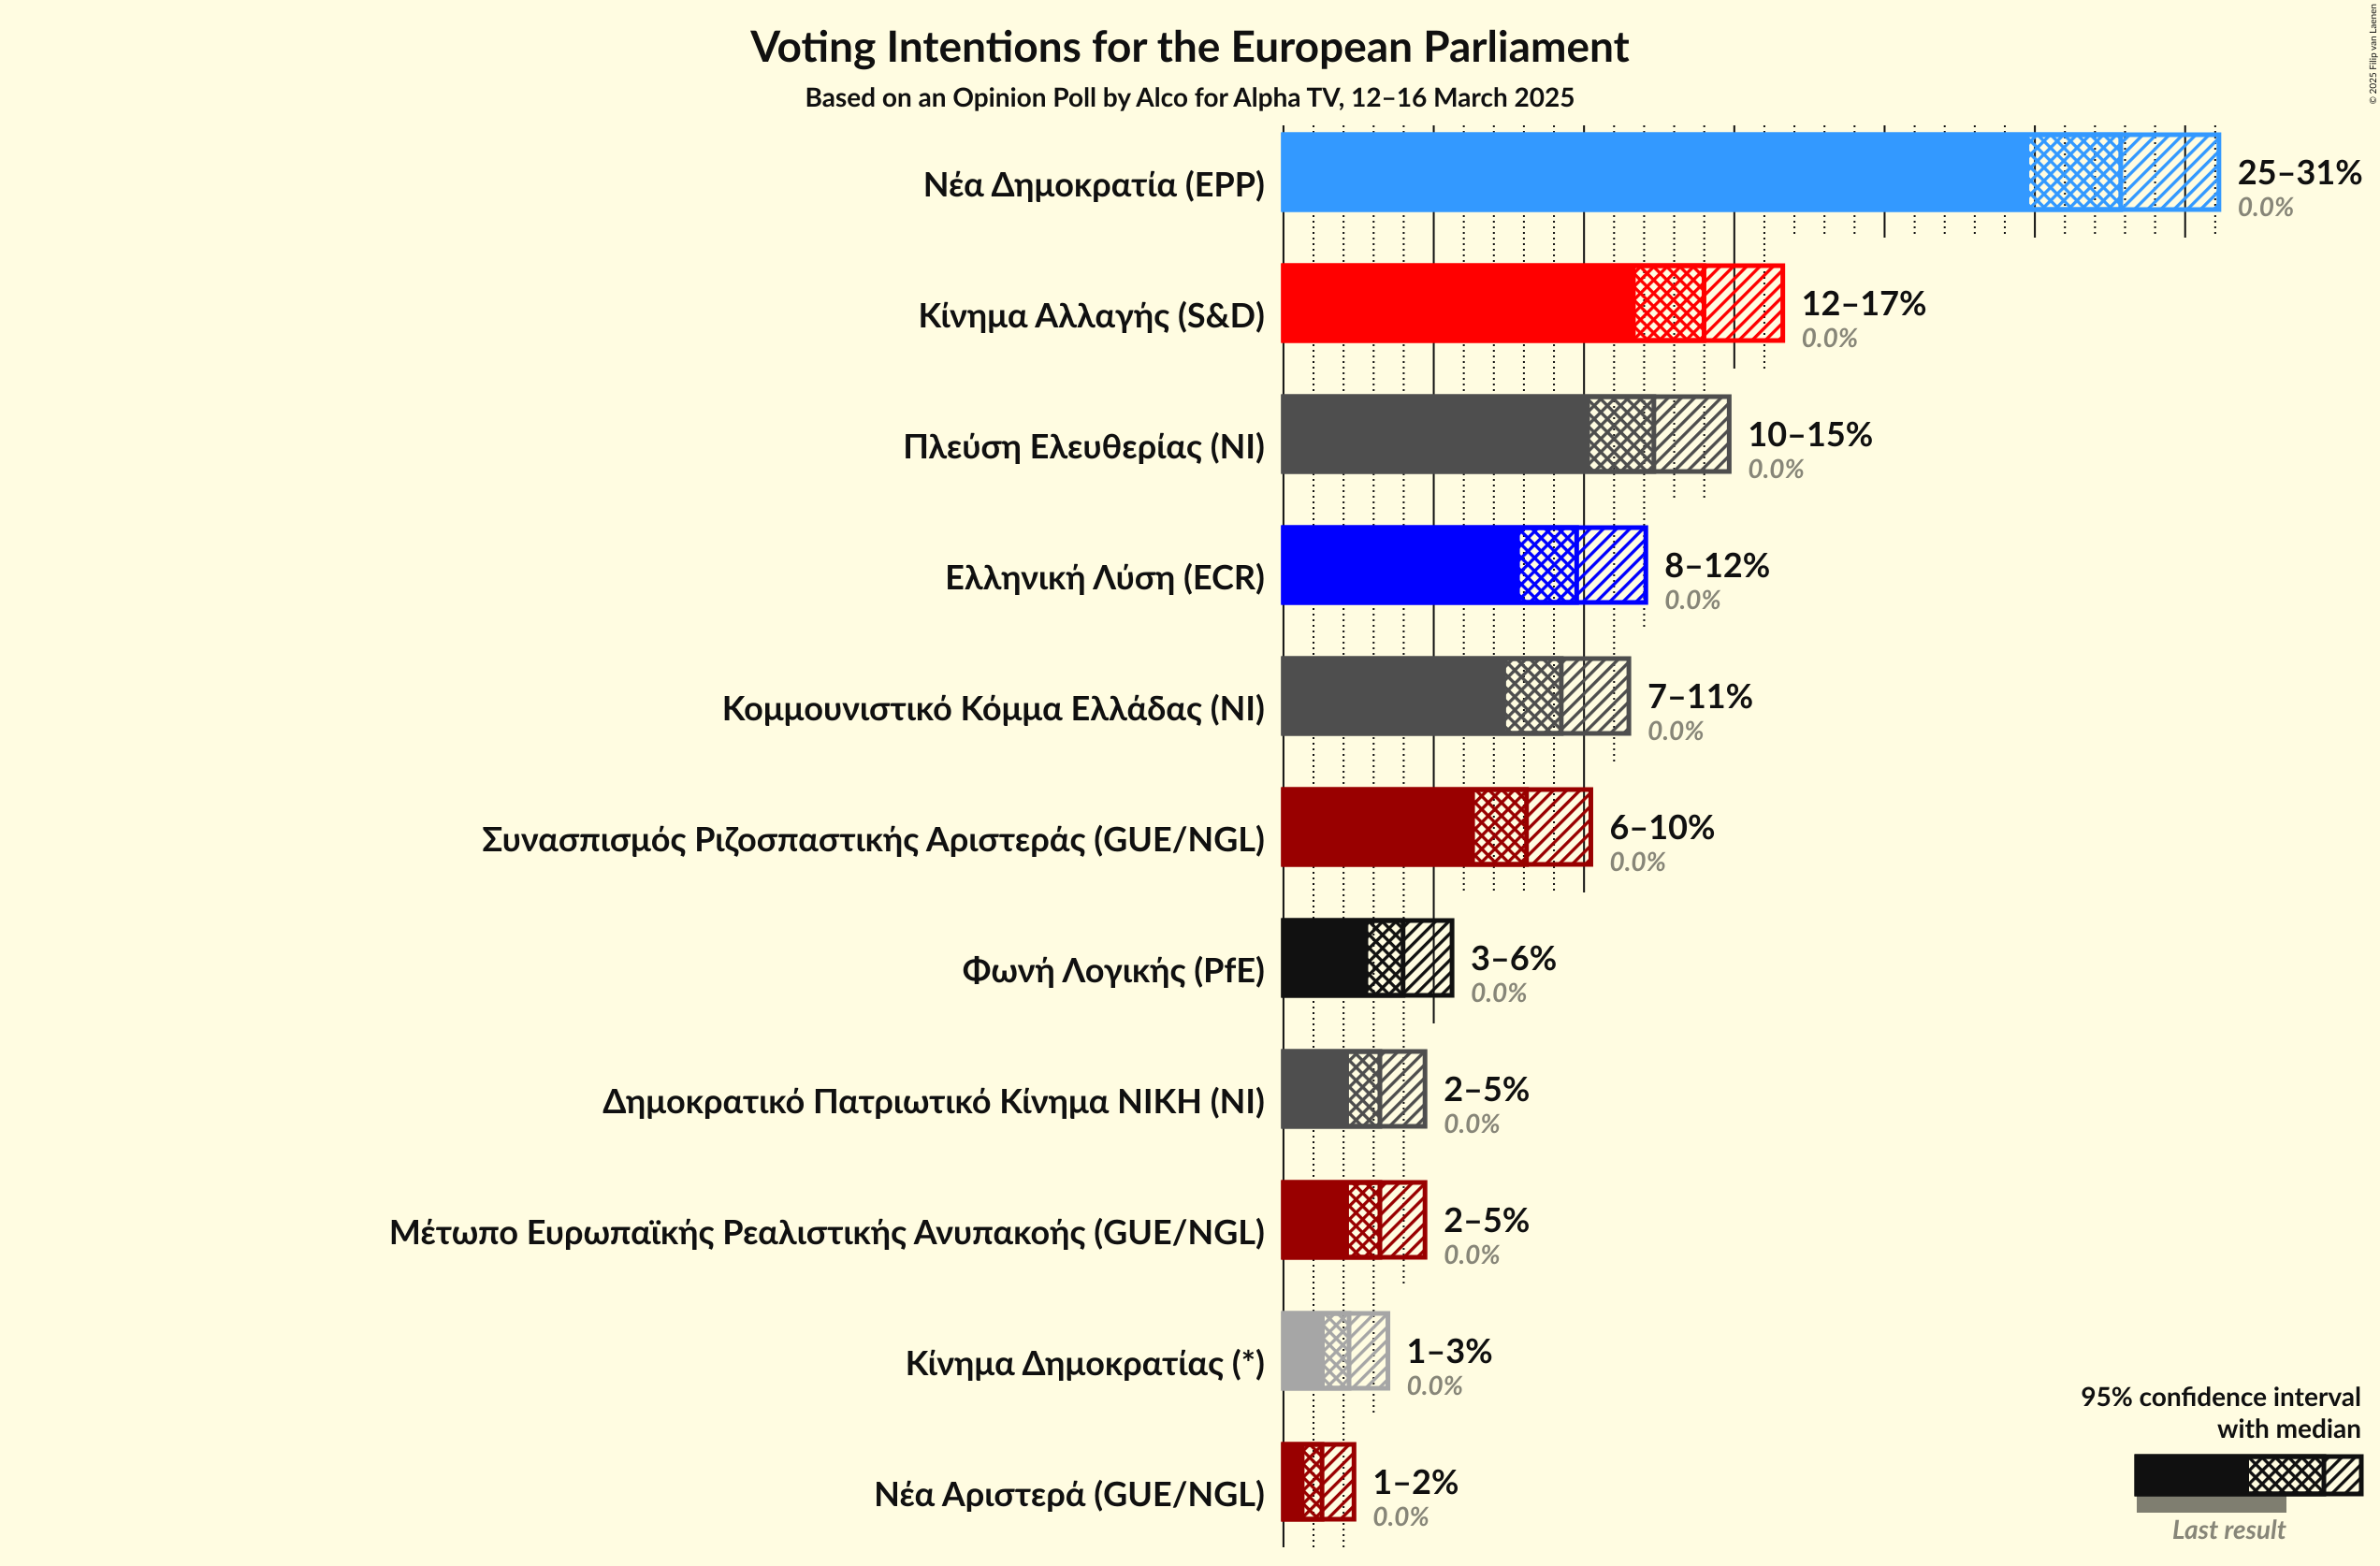 Voting Intentions for the European Parliament
Based on an Opinion Poll by Alco for Alpha TV, 12–16 March 2025
© 2025 Filip van Laenen
Νέα Δημοκρατία (EPP)
25–31%
0.0%
Κίνημα Αλλαγής (S&D)
12–17%
0.0%
Πλεύση Ελευθερίας (NI)
10–15%
0.0%
Ελληνική Λύση (ECR)
8–12%
0.0%
Κομμουνιστικό Κόμμα Ελλάδας (NI)
7–11%
0.0%
Συνασπισμός Ριζοσπαστικής Αριστεράς (GUE/NGL)
6–10%
0.0%
Φωνή Λογικής (PfE)
3–6%
0.0%
Δημοκρατικό Πατριωτικό Κίνημα ΝΙΚΗ (NI)
2–5%
0.0%
Μέτωπο Ευρωπαϊκής Ρεαλιστικής Ανυπακοής (GUE/NGL)
2–5%
0.0%
Κίνημα Δημοκρατίας (*)
1–3%
0.0%
Νέα Αριστερά (GUE/NGL)
1–2%
0.0%
95% confidence interval
with median
Last result